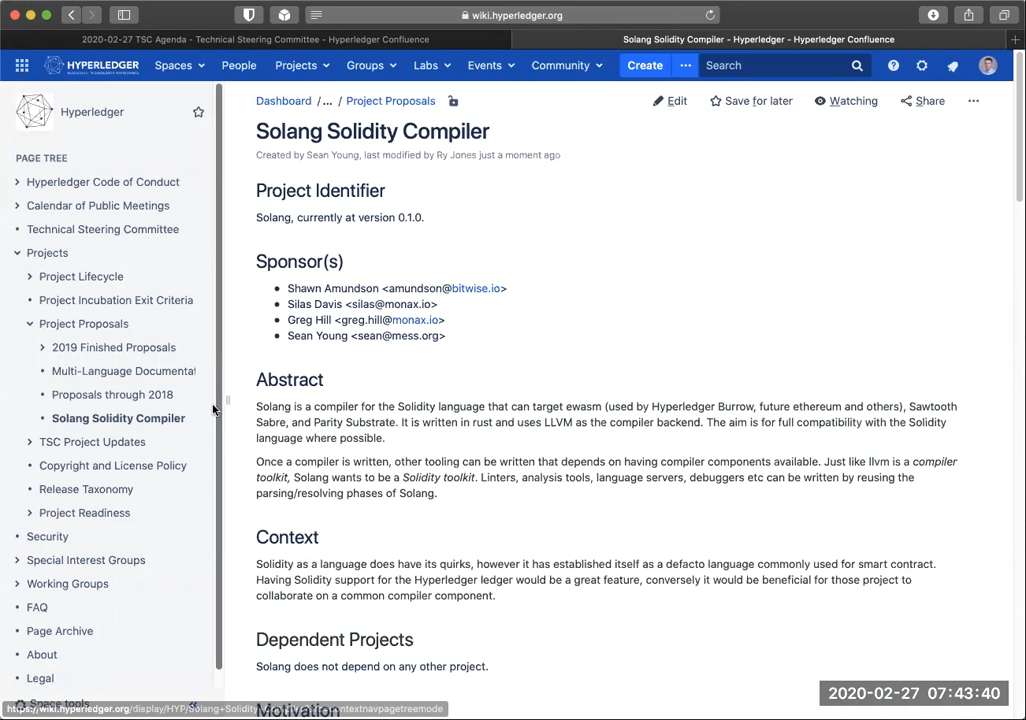 wiki.hyperledger.org
2020-02-27 TSC Agenda - Technical Steering Committee - Hyperledger Confluence
Solang Solidity Compiler - Hyperledger - Hyperledger Confluence
HYPERLEDGER Spaces People Projects Groups Labs Events Community Create ... Search
Hyperledger
PAGE TREE
Hyperledger Code of Conduct
Calendar of Public Meetings
Technical Steering Committee
Projects
Project Lifecycle
Project Incubation Exit Criteria
Project Proposals
2019 Finished Proposals
Multi-Language Documentat
Proposals through 2018
Solang Solidity Compiler
TSC Project Updates
Copyright and License Policy
Release Taxonomy
Project Readiness
Security
Special Interest Groups
Working Groups
FAQ
Page Archive
About
Legal
Space tools
Dashboard /... / Project Proposals
Edit Save for later Watching Share ...
Solang Solidity Compiler
Created by Sean Young, last modified by Ry Jones just a moment ago
Project Identifier
Solang, currently at version 0.1.0.
Sponsor(s)
• Shawn Amundson <amundson@bitwise.io>
• Silas Davis <silas@monax.io>
• Greg Hill <greg.hill@monax.io>
• Sean Young <sean@mess.org>
Abstract
Solang is a compiler for the Solidity language that can target ewasm (used by Hyperledger Burrow, future ethereum and others), Sawtooth
Sabre, and Parity Substrate. It is written in rust and uses LLVM as the compiler backend. The aim is for full compatibility with the Solidity
language where possible.
Once a compiler is written, other tooling can be written that depends on having compiler components available. Just like llvm is a compiler
toolkit, Solang wants to be a Solidity toolkit. Linters, analysis tools, language servers, debuggers etc can be written by reusing the
parsing/resolving phases of Solang.
Context
Solidity as a language does have its quirks, however it has established itself as a defacto language commonly used for smart contract.
Having Solidity support for the Hyperledger ledger would be a great feature, conversely it would be beneficial for those project to
collaborate on a common compiler component.
Dependent Projects
Solang does not depend on any other project.
Motivation
2020-02-27 07:43:40